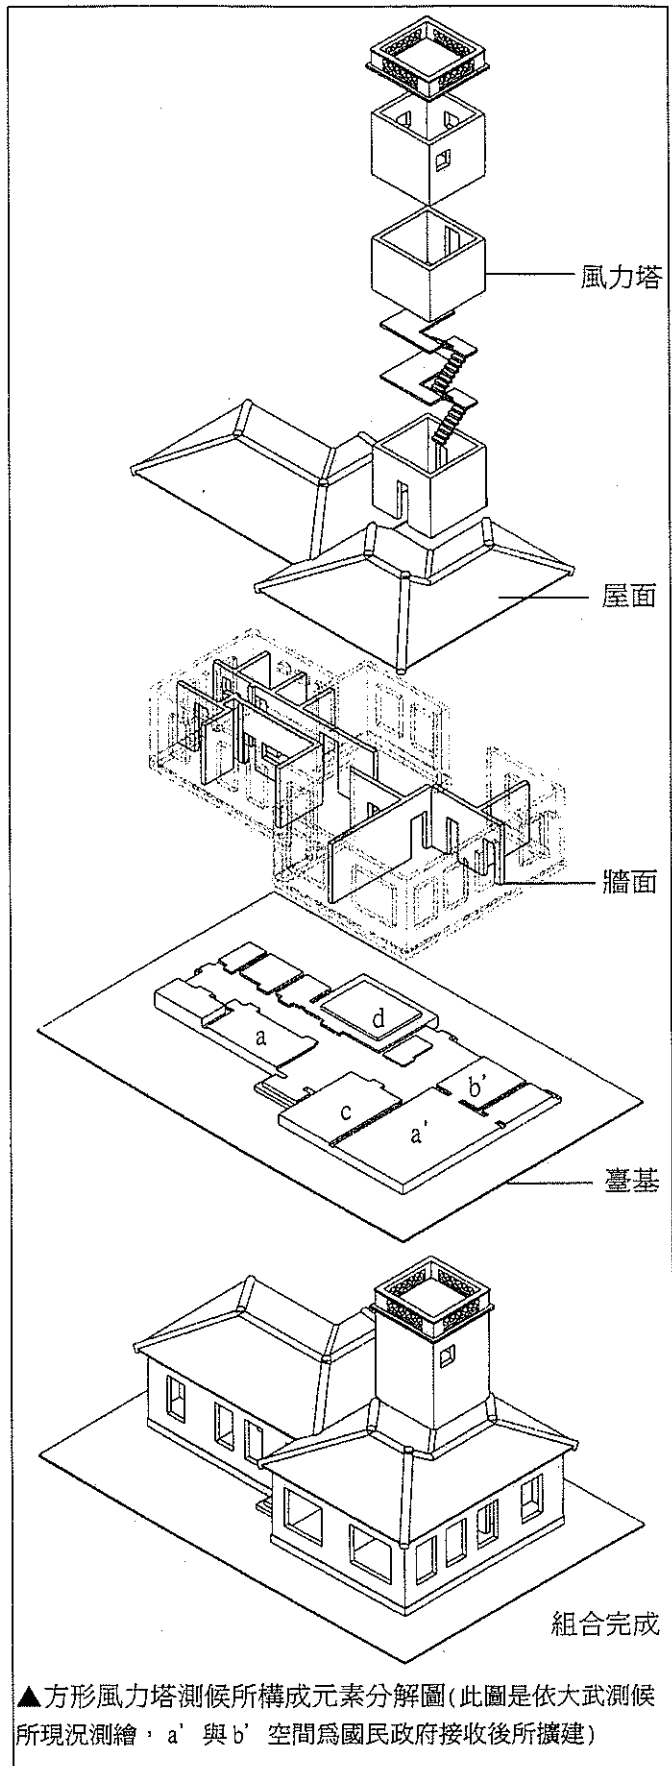 風力塔
屋面
牆面
d
a
b'
c
a'
臺基
組合完成
▲方形風力塔測候所構成元素分解圖(此圖是依大武測候
所現況測繪，a' 與b' 空間爲國民政府接收後所擴建)